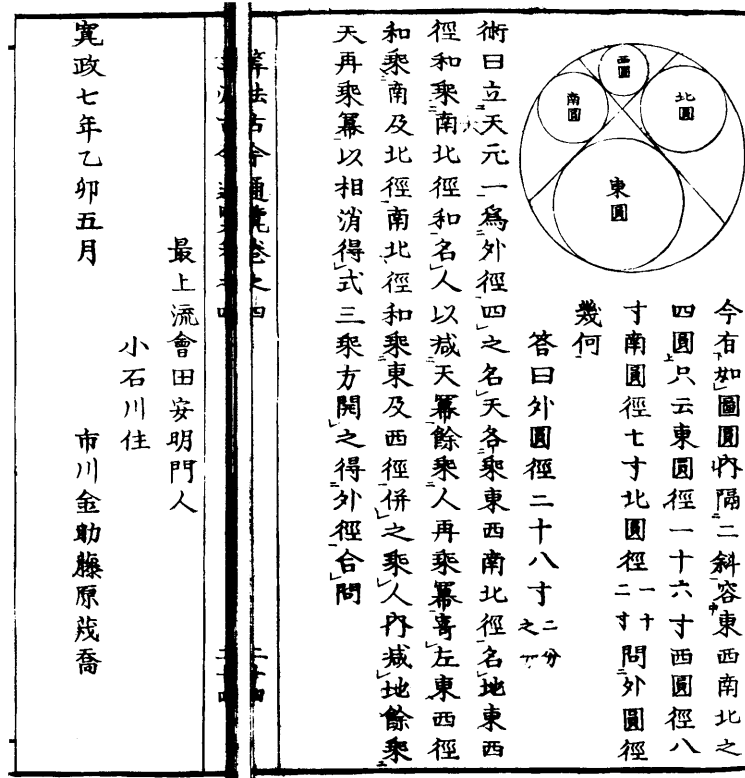 西圓
北圓
南圓
東圓
今有如圖圓內隔二斜容東西南北之
四圓只云東圓徑一十六寸西圓徑八
寸南圓徑七寸北圓徑一十二寸問外圓徑
幾何
答曰外圓徑二十八寸二分之一
術曰立天元一為外徑四之名天各乘東西南北徑名地東西
徑和乘南北徑和名人以減天冪餘乘人再乘冪寄左東西徑
和乘南及北徑南北徑和乘東及西徑併之乘人內減地餘乘
天再乘冪以相消得式三乘方開之得外徑合問
算法古今通覽卷之四
最上流會田安明門人
小石川住
市川金助藤原茂喬
寛政七年乙卯五月